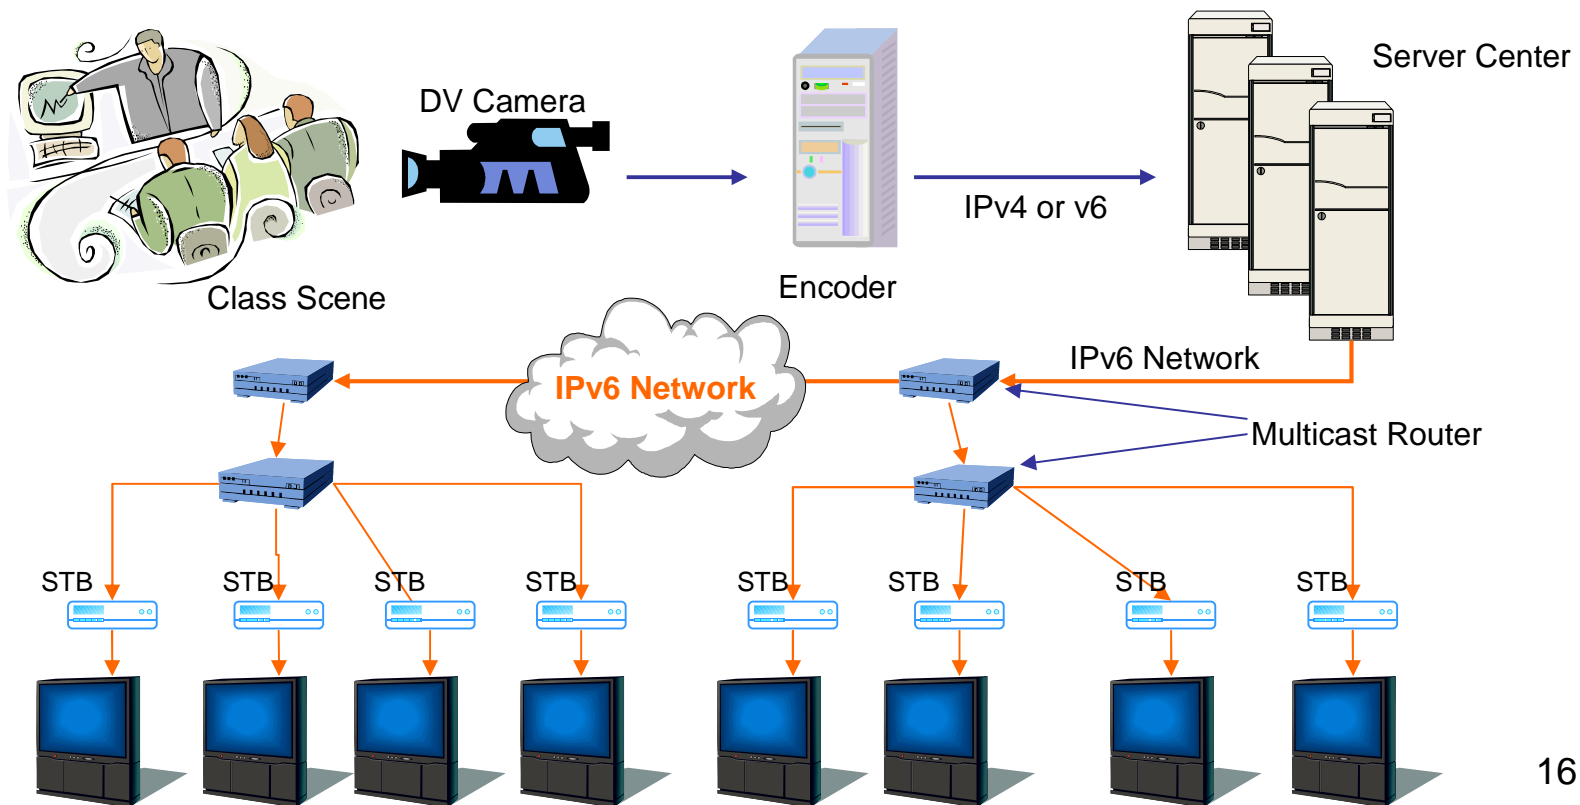 Server Center
DV Camera
IPv4 or v6
Encoder
Class Scene
IPv6 Network
IPv6 Network
Multicast Router
STB
STB
STB
STB
STB
STB
STB
STB
16